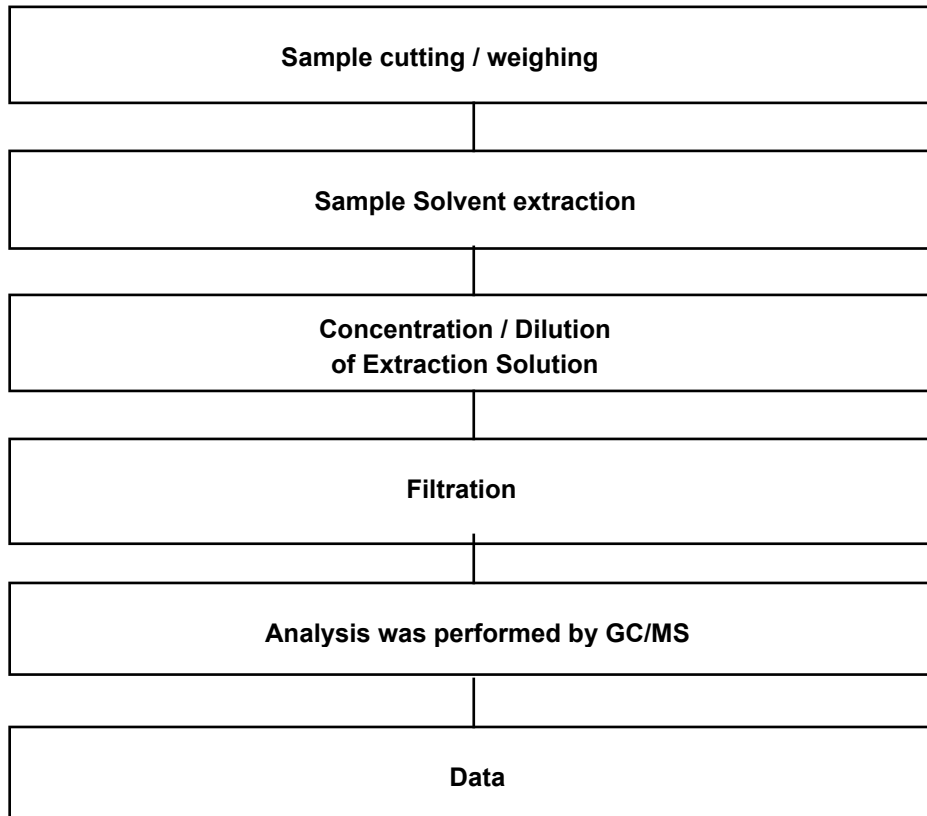 Sample cutting / weighing
Sample Solvent extraction
Concentration / Dilution
of Extraction Solution
Filtration
Analysis was performed by GC/MS
Data